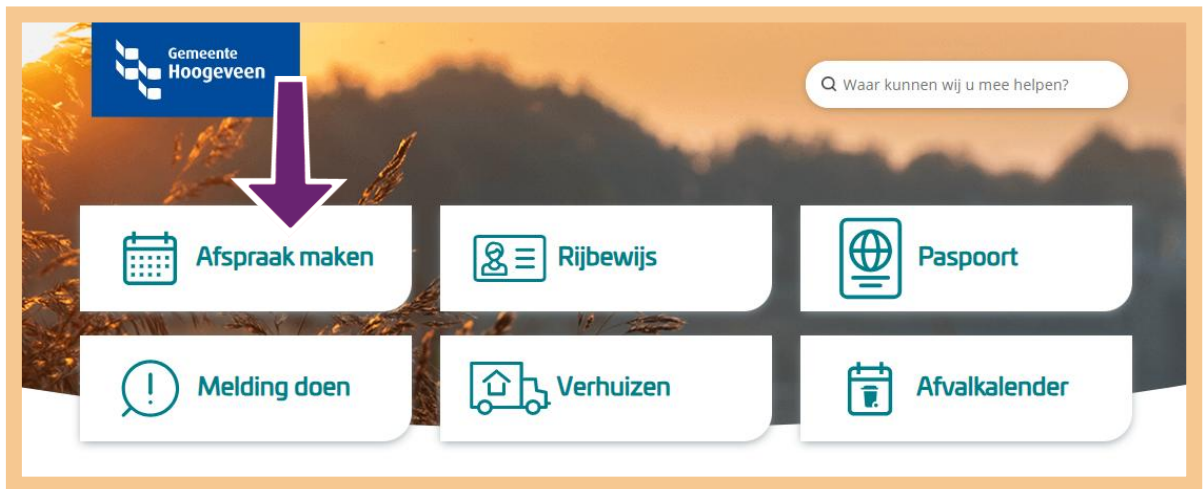 Gemeente
Hoogeveen
Waar kunnen wij u mee helpen?
Afspraak maken
Rijbewijs
Paspoort
Melding doen
Verhuizen
Afvalkalender